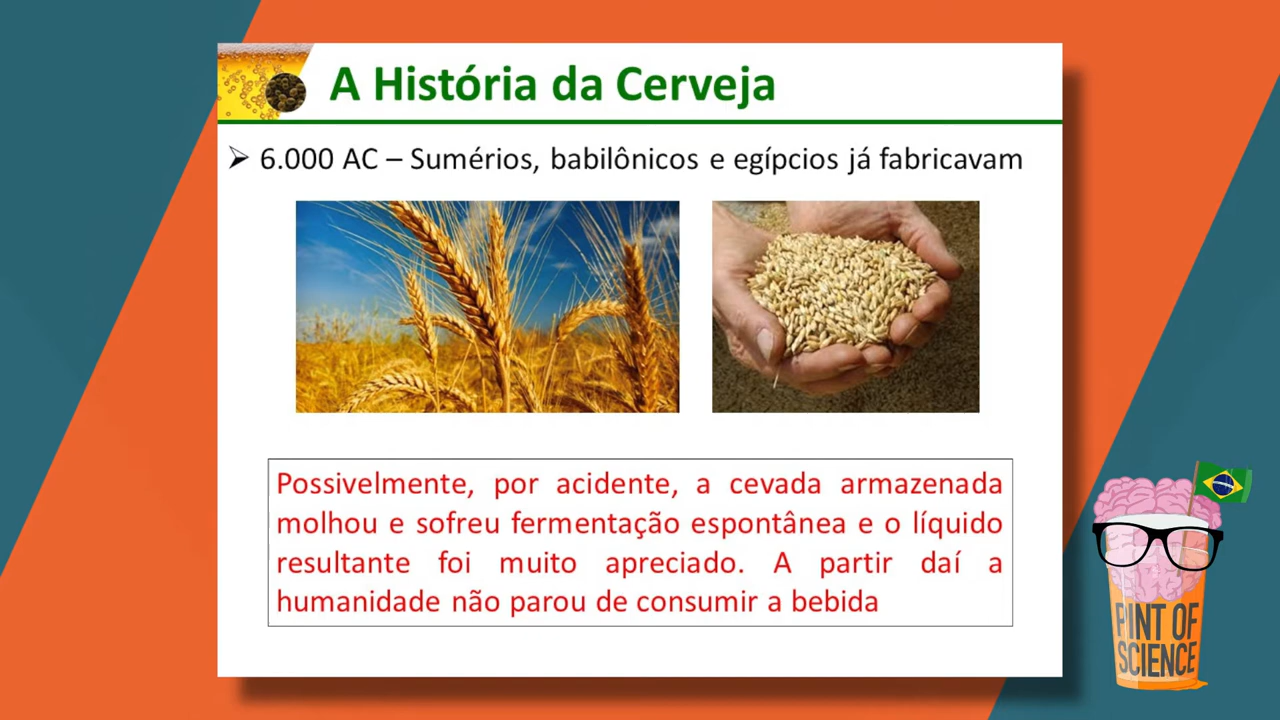 A História da Cerveja
➢ 6.000 AC – Sumérios, babilônicos e egípcios já fabricavam
Possivelmente, por acidente, a cevada armazenada
molhou e sofreu fermentação espontânea e o líquido
resultante foi muito apreciado. A partir daí a
humanidade não parou de consumir a bebida
PINT OF
SCIENCE